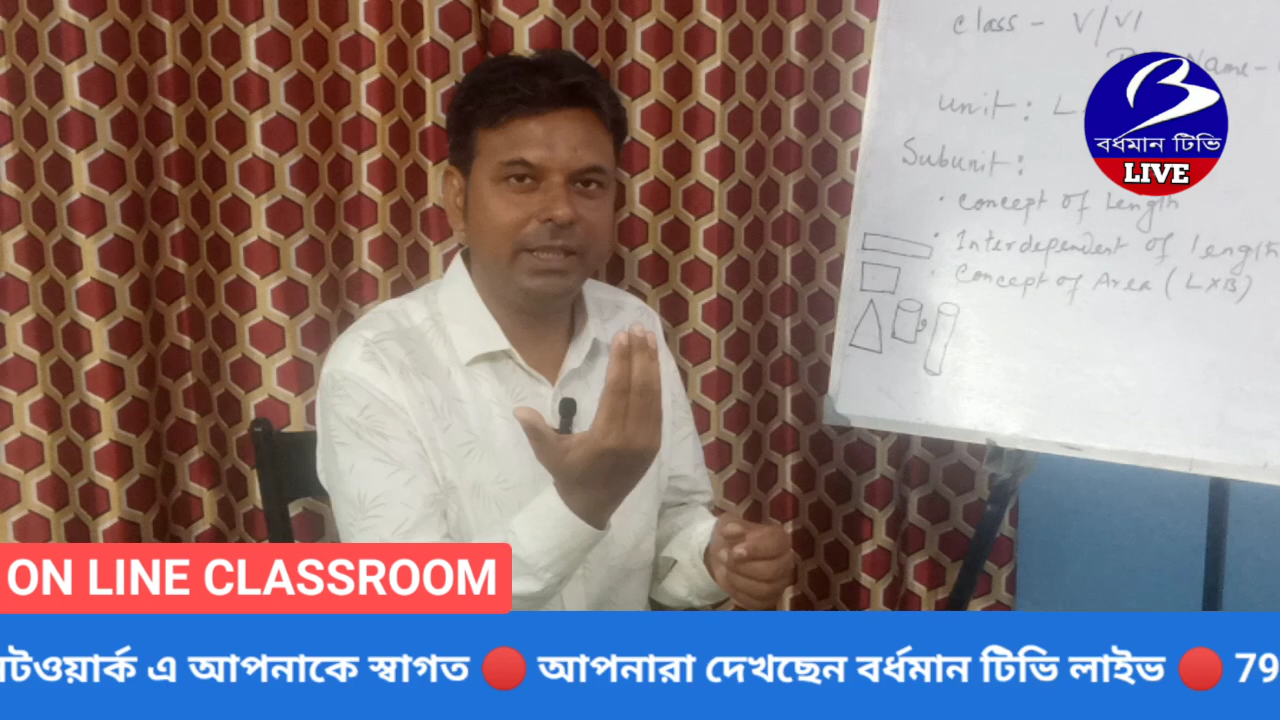 class - V/VI
Name -
unit : L
Subunit :
• concept of Length
• Interdependent of length
• Concept of Area ( L×B )
বর্ধমান টিভি
LIVE
ON LINE CLASSROOM
টওয়ার্ক এ আপনাকে স্বাগত 🔴 আপনারা দেখছেন বর্ধমান টিভি লাইভ 🔴 79